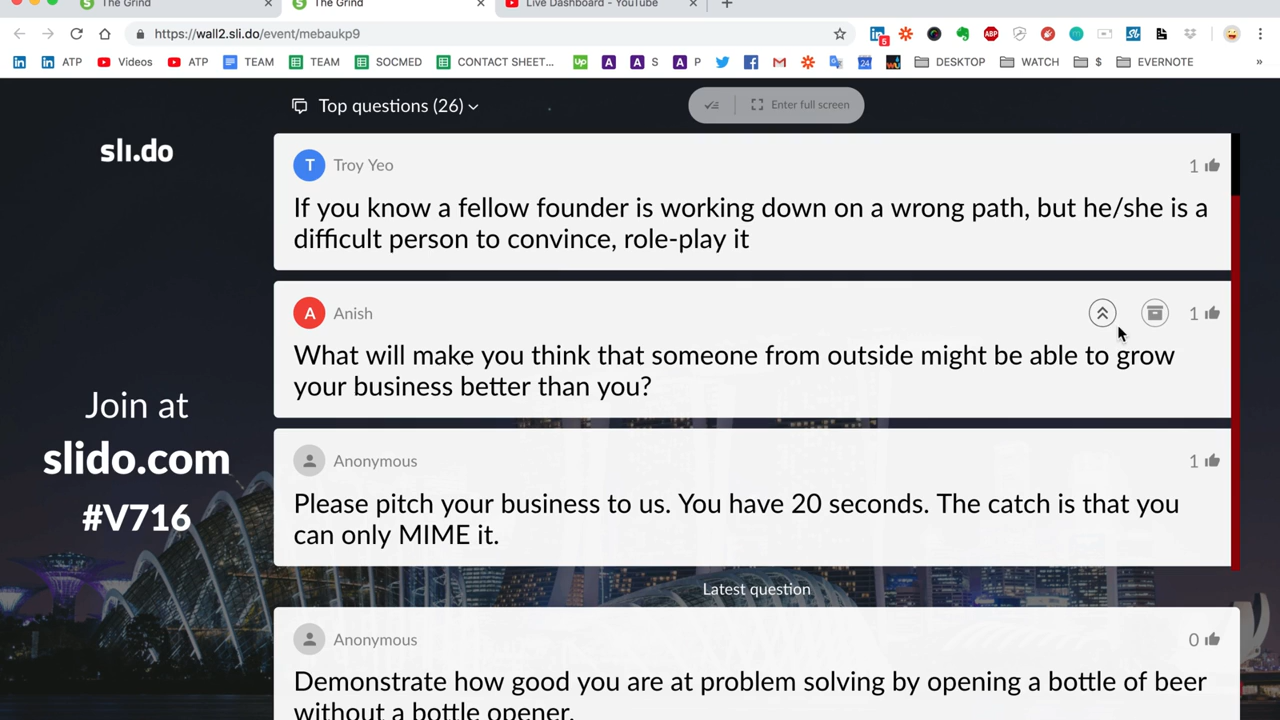 The Grind
The Grind
Live Dashboard - YouTube
https://wall2.sli.do/event/mebaukp9
5
ABP
ATP
Videos
ATP
TEAM
TEAM
SOCMED
CONTACT SHEET...
up
A
A S
A P
24
DESKTOP
WATCH
$
EVERNOTE
»
Top questions (26)
Enter full screen
sli.do
T
Troy Yeo
1
If you know a fellow founder is working down on a wrong path, but he/she is a
difficult person to convince, role-play it
A
Anish
1
What will make you think that someone from outside might be able to grow
your business better than you?
Join at
slido.com
#V716
Anonymous
1
Please pitch your business to us. You have 20 seconds. The catch is that you
can only MIME it.
Latest question
Anonymous
0
Demonstrate how good you are at problem solving by opening a bottle of beer
without a bottle opener.